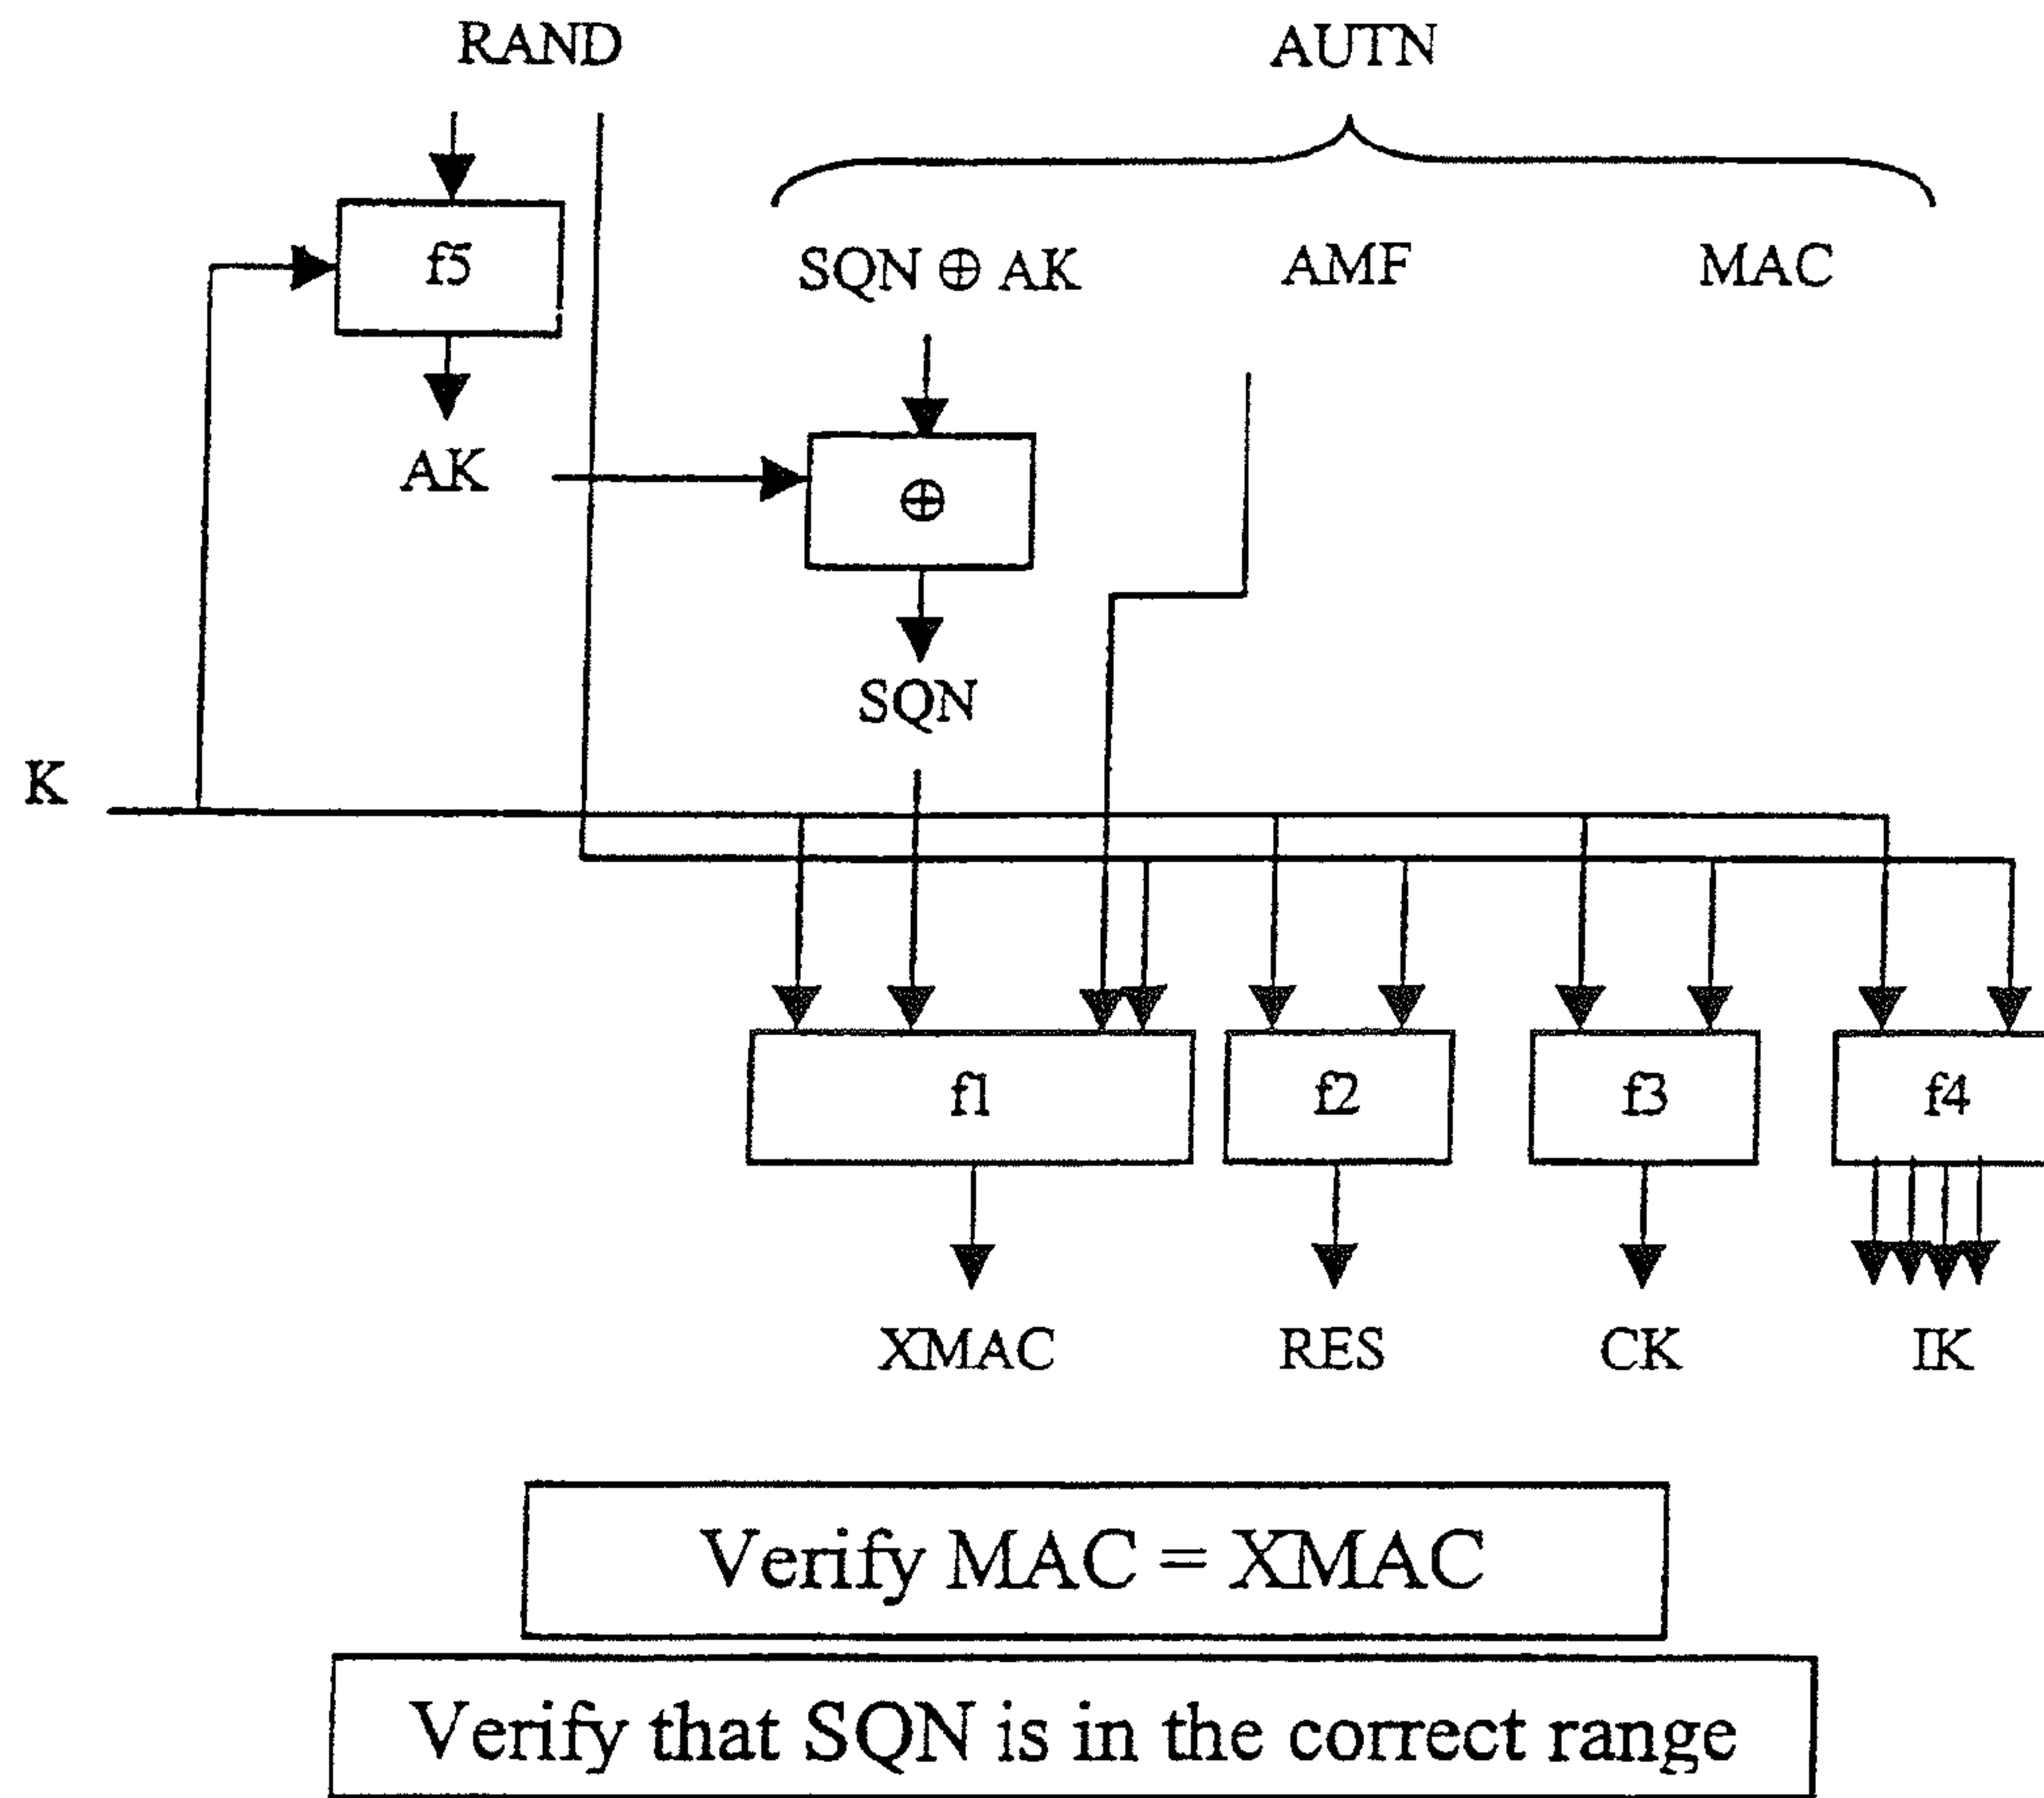 RAND AUTN
f5 SQN ⊕ AK AMF MAC
AK ⊕
SQN
K
f1 f2 f3 f4
XMAC RES CK IK
Verify MAC = XMAC
Verify that SQN is in the correct range